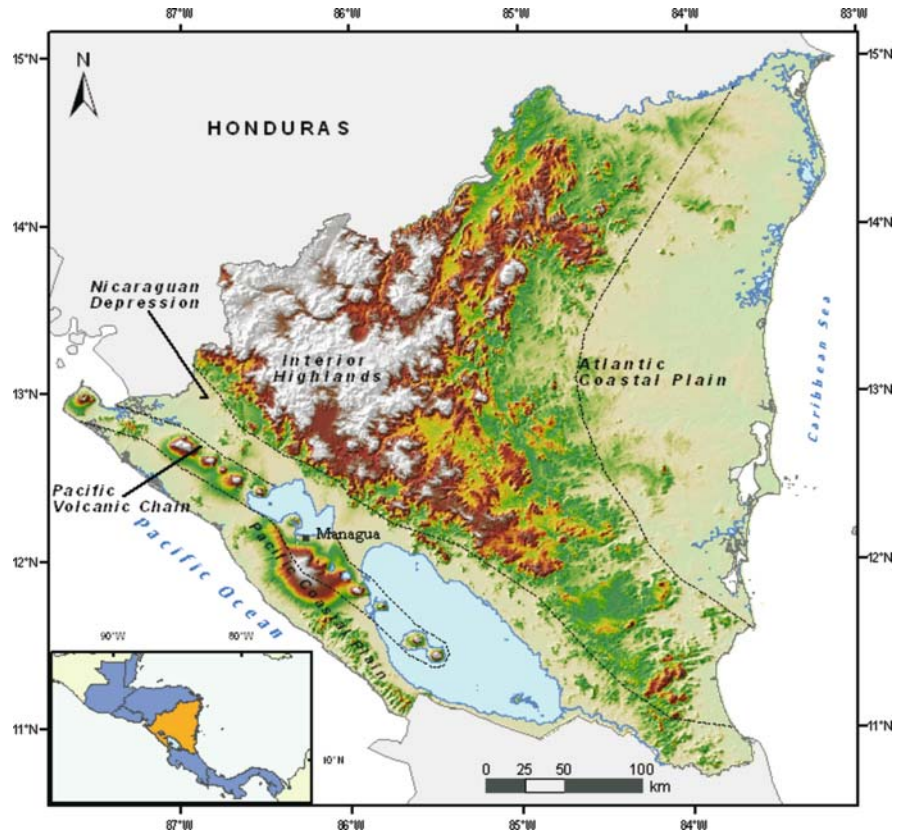 87°W 86°W 85°W 84°W 83°W
15°N 15°N
N
HONDURAS
14°N 14°N
Nicaraguan
Depression
Interior
Highlands
Atlantic
Coastal Plain
Caribbean Sea
13°N 13°N
Pacific
Volcanic Chain
Managua
12°N 12°N
Pacific Coastal Plain
Pacific Ocean
90°W 80°W
11°N 11°N
10°N
0 25 50 100
km
87°W 86°W 85°W 84°W 83°W